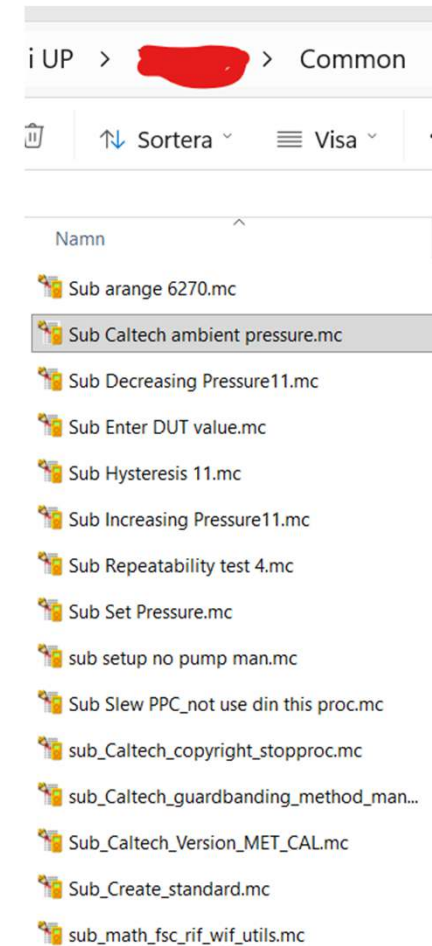 i UP > > Common
Sortera Visa
Namn
Sub arange 6270.mc
Sub Caltech ambient pressure.mc
Sub Decreasing Pressure11.mc
Sub Enter DUT value.mc
Sub Hysteresis 11.mc
Sub Increasing Pressure11.mc
Sub Repeatability test 4.mc
Sub Set Pressure.mc
sub setup no pump man.mc
Sub Slew PPC_not use din this proc.mc
sub_Caltech_copyright_stopproc.mc
sub_Caltech_guardbanding_method_man...
Sub_Caltech_Version_MET_CAL.mc
Sub_Create_standard.mc
sub_math_fsc_rif_wif_utils.mc